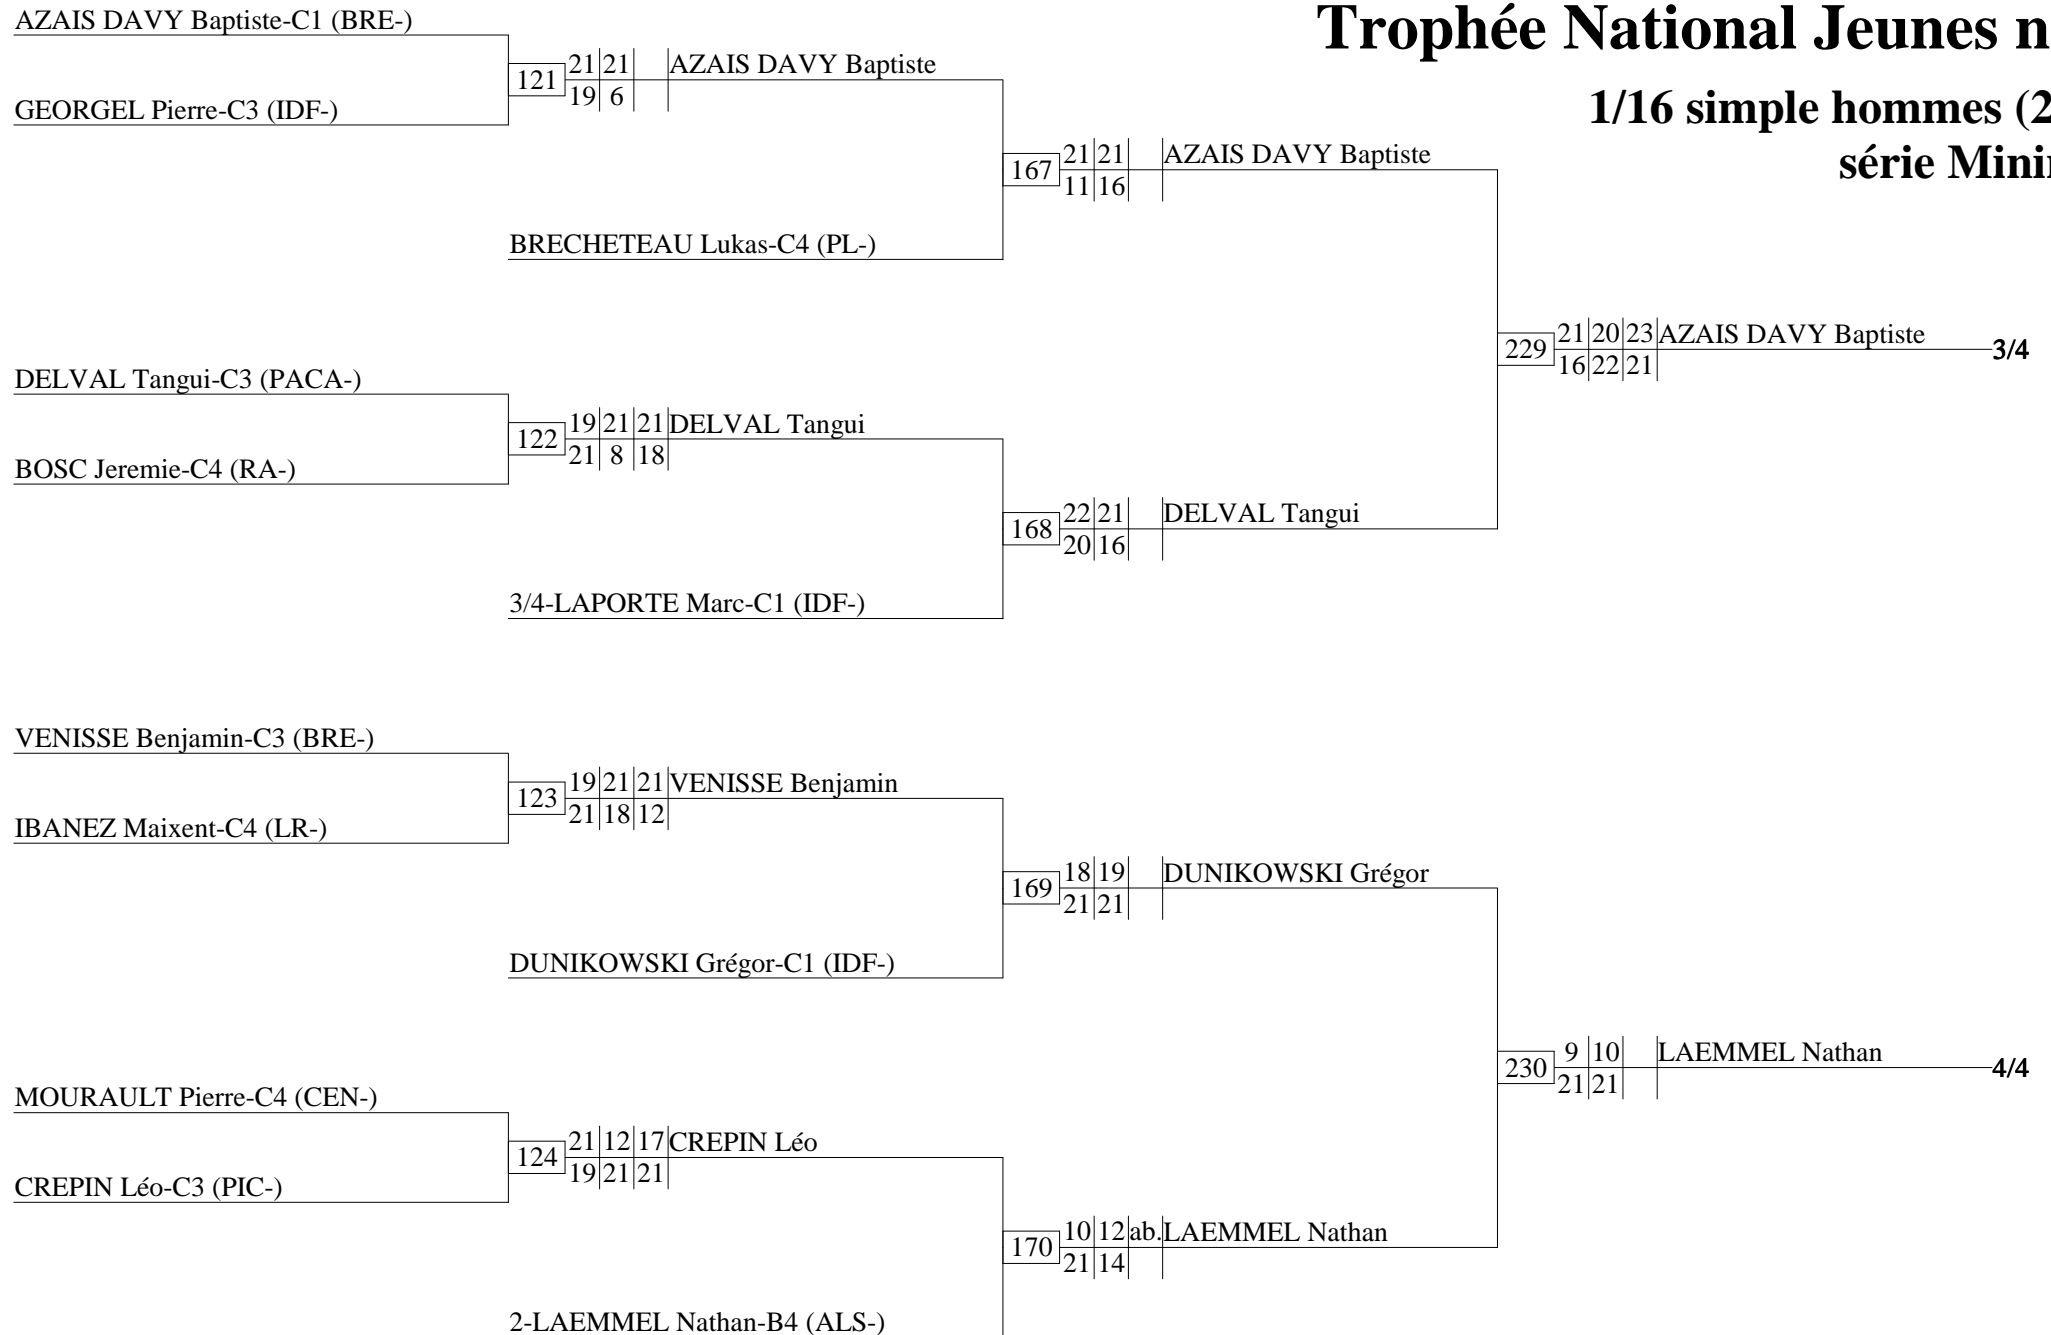 AZAIS DAVY Baptiste-C1 (BRE-)
Trophée National Jeunes n
21 21 AZAIS DAVY Baptiste
121
19 6
GEORGEL Pierre-C3 (IDF-)
1/16 simple hommes (2
21 21 AZAIS DAVY Baptiste
série
167
11 16
BRECHETEAU Lukas-C4 (PL-)
21 20 23 AZAIS DAVY Baptiste
229
3/4
16 22 21
DELVAL Tangui-C3 (PACA-)
19 21 21 DELVAL Tangui
122
21 8 18
BOSC Jeremie-C4 (RA-)
22 21 DELVAL Tangui
168
20 16
3/4-LAPORTE Marc-C1 (IDF-)
VENISSE Benjamin-C3 (BRE-)
19 21 21 VENISSE Benjamin
123
21 18 12
IBANEZ Maixent-C4 (LR-)
18 19 DUNIKOWSKI Grégor
169
21 21
DUNIKOWSKI Grégor-C1 (IDF-)
9 10 LAEMMEL Nathan
230
4/4
21 21
MOURAULT Pierre-C4 (CEN-)
21 12 17 CREPIN Léo
124
19 21 21
CREPIN Léo-C3 (PIC-)
10 12 ab. LAEMMEL Nathan
170
21 14
2-LAEMMEL Nathan-B4 (ALS-)